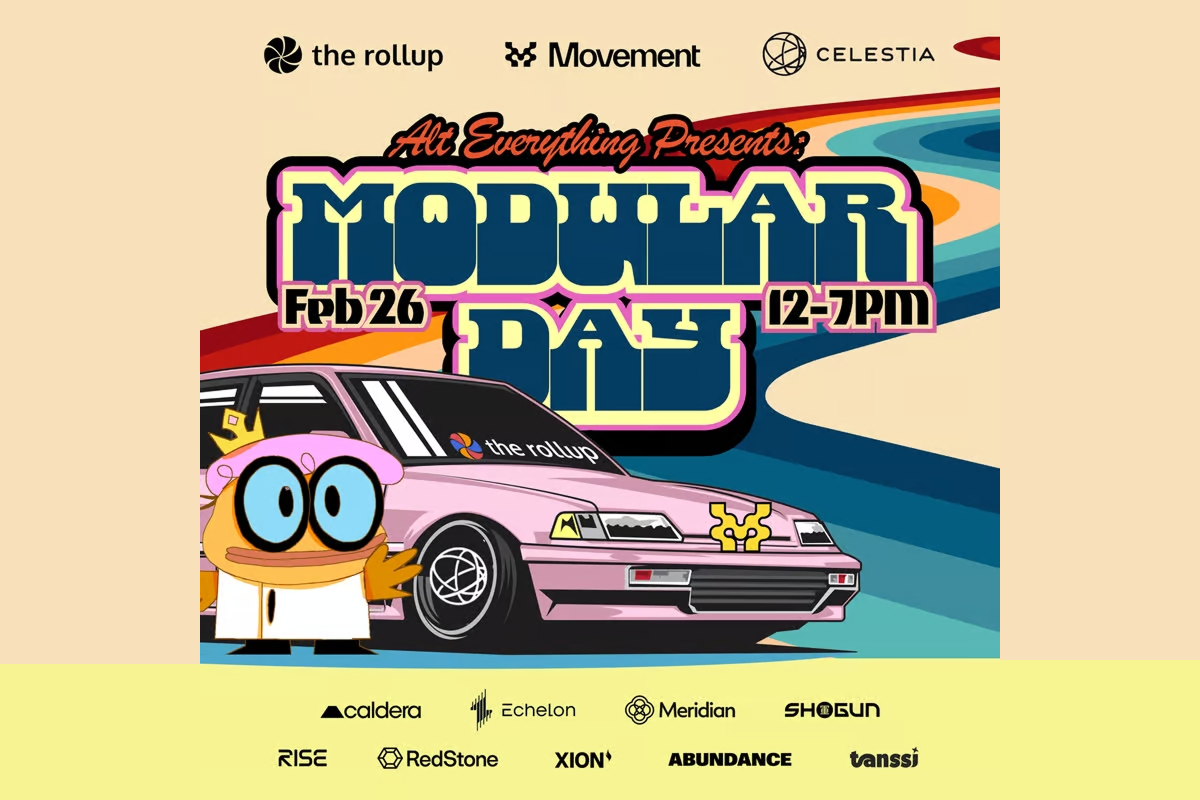 the rollup Movement CELESTIA
Alt Everything Presents:
MODULAR
Feb 26 12-7PM
DAY
the rollup
caldera Echelon Meridian SHOGUN
RISE RedStone XION ABUNDANCE tanssi